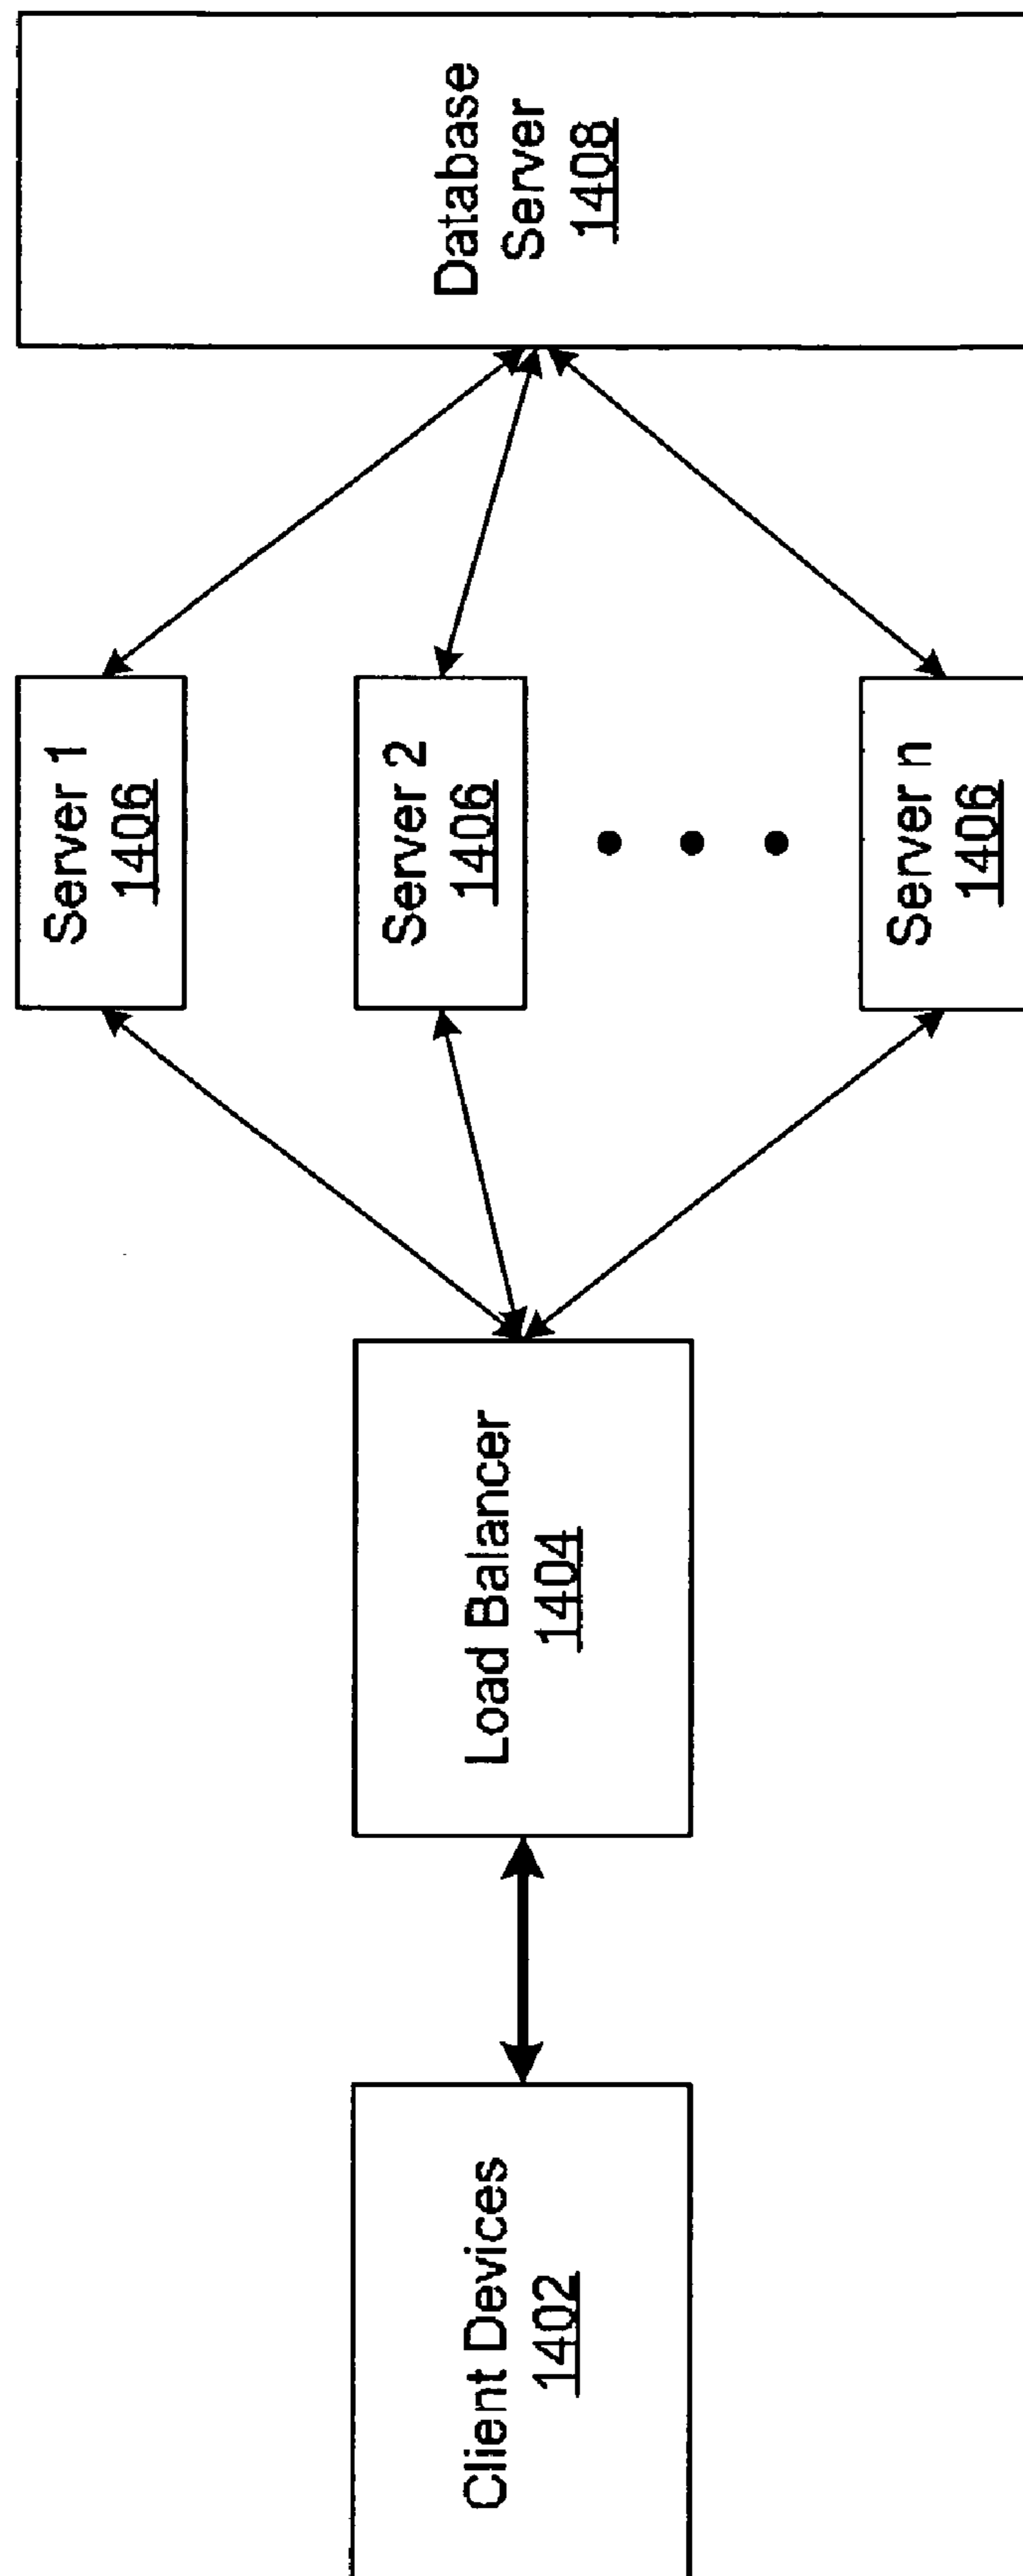 Client Devices
1402
Load Balancer
1404
Server 1
1406
Server 2
1406
Server n
1406
Database
Server
1408